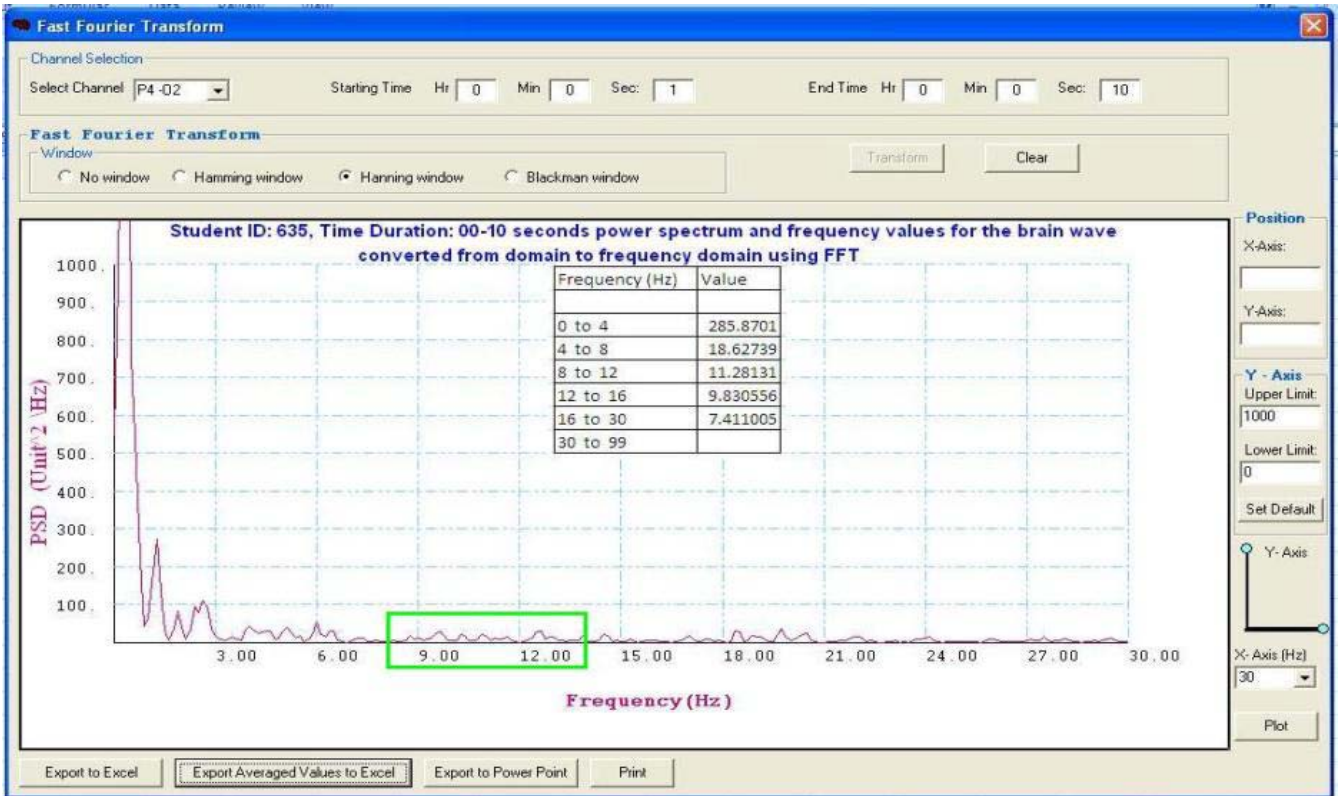 Fast Fourier Transform
Channel Selection
Select Channel P4-O2 Starting Time Hr 0 Min 0 Sec: 1 End Time Hr 0 Min 0 Sec: 10
Fast Fourier Transform
Window
No window Hamming window Hanning window Blackman window Transform Clear
Student ID: 635, Time Duration: 00-10 seconds power spectrum and frequency values for the brain wave
converted from domain to frequency domain using FFT
Frequency (Hz) Value
0 to 4 285.8701
4 to 8 18.62739
8 to 12 11.28131
12 to 16 9.830556
16 to 30 7.411005
30 to 99
1000.
900.
800.
700.
600.
500.
400.
300.
200.
100.
PSD (Unit^2 \Hz)
3.00 6.00 9.00 12.00 15.00 18.00 21.00 24.00 27.00 30.00
Frequency(Hz)
Position
X-Axis:
Y-Axis:
Y - Axis
Upper Limit:
1000
Lower Limit:
0
Set Default
Y- Axis
X- Axis (Hz)
30
Plot
Export to Excel Export Averaged Values to Excel Export to Power Point Print